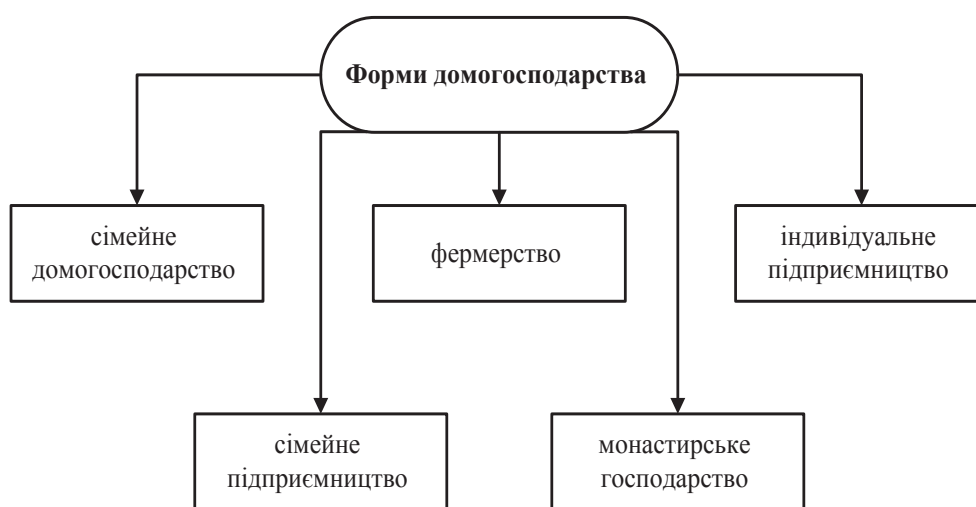 Форми домогосподарства
сімейне
домогосподарство
фермерство
індивідуальне
підприємництво
сімейне
підприємництво
монастирське
господарство